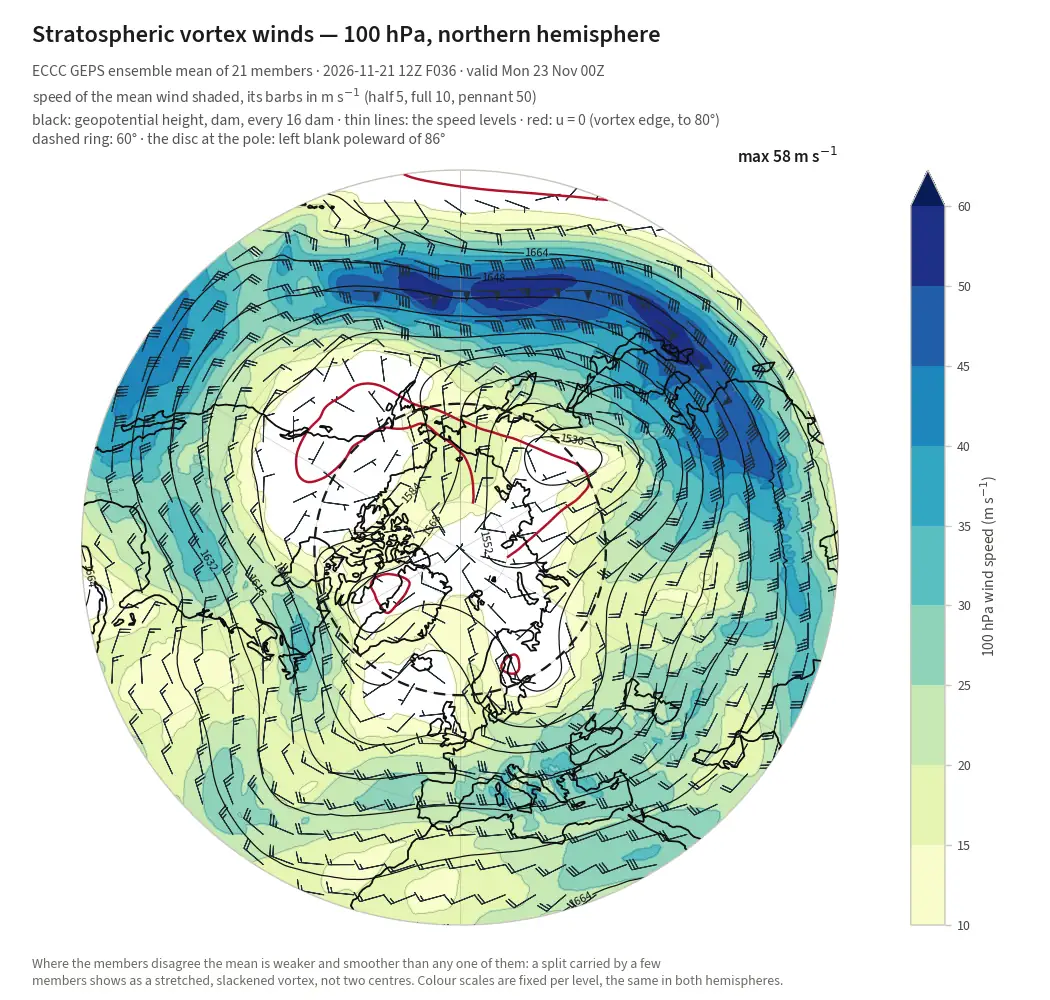 Stratospheric vortex winds — 100 hPa, northern hemisphere
ECCC GEPS ensemble mean of 21 members · 2026-11-21 12Z F036 · valid Mon 23 Nov 00Z
speed of the mean wind shaded, its barbs in m s⁻¹ (half 5, full 10, pennant 50)
black: geopotential height, dam, every 16 dam · thin lines: the speed levels · red: u = 0 (vortex edge, to 80°)
dashed ring: 60° · the disc at the pole: left blank poleward of 86°
max 58 m s⁻¹
1664
1648
1536
1584
1552
1632
1664
60
50
45
40
35
30
25
20
15
10
100 hPa wind speed (m s⁻¹)
Where the members disagree the mean is weaker and smoother than any one of them: a split carried by a few
members shows as a stretched, slackened vortex, not two centres. Colour scales are fixed per level, the same in both hemispheres.